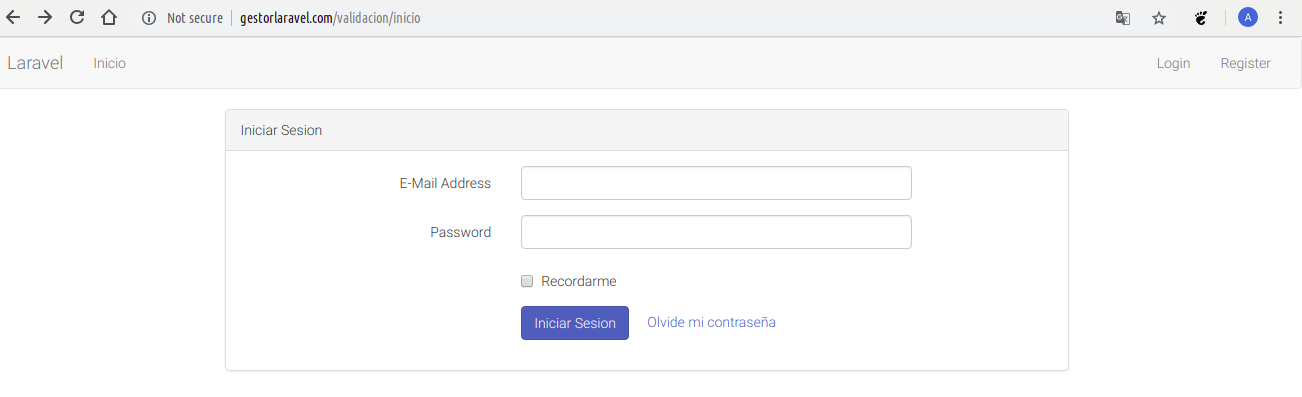 Not secure gestorlaravel.com/validacion/inicio A
Laravel Inicio Login Register
Iniciar Sesion
E-Mail Address
Password
Recordarme
Iniciar Sesion Olvide mi contraseña